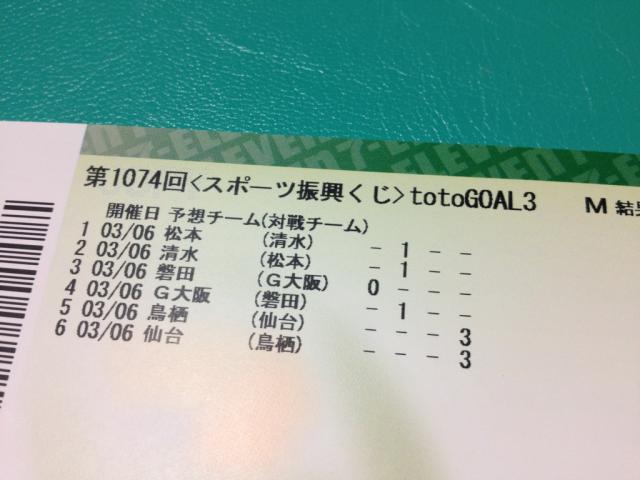 7-ELEVEN 7-ELEVEN
第1074回<スポーツ振興くじ>totoGOAL3 M 結果
開催日 予想チーム(対戦チーム)
1 03/06 松本 (清水) - 1 - -
2 03/06 清水 (松本) - 1 - -
3 03/06 磐田 (G大阪) 0 - - -
4 03/06 G大阪 (磐田) - 1 - -
5 03/06 鳥栖 (仙台) - - - 3
6 03/06 仙台 (鳥栖) - - - 3